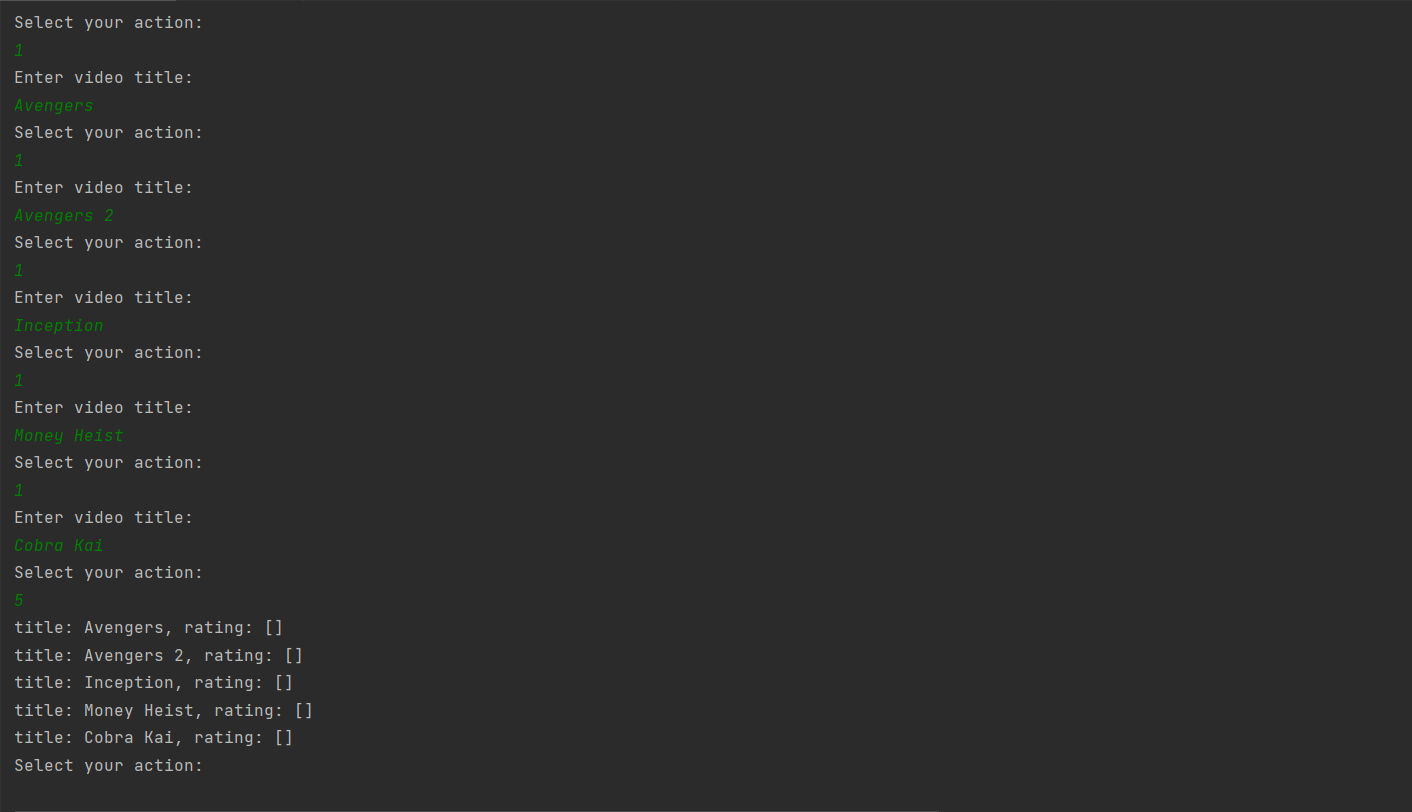 Select your action:
1
Enter video title:
Avengers
Select your action:
1
Enter video title:
Avengers 2
Select your action:
1
Enter video title:
Inception
Select your action:
1
Enter video title:
Money Heist
Select your action:
1
Enter video title:
Cobra Kai
Select your action:
5
title: Avengers, rating: []
title: Avengers 2, rating: []
title: Inception, rating: []
title: Money Heist, rating: []
title: Cobra Kai, rating: []
Select your action: